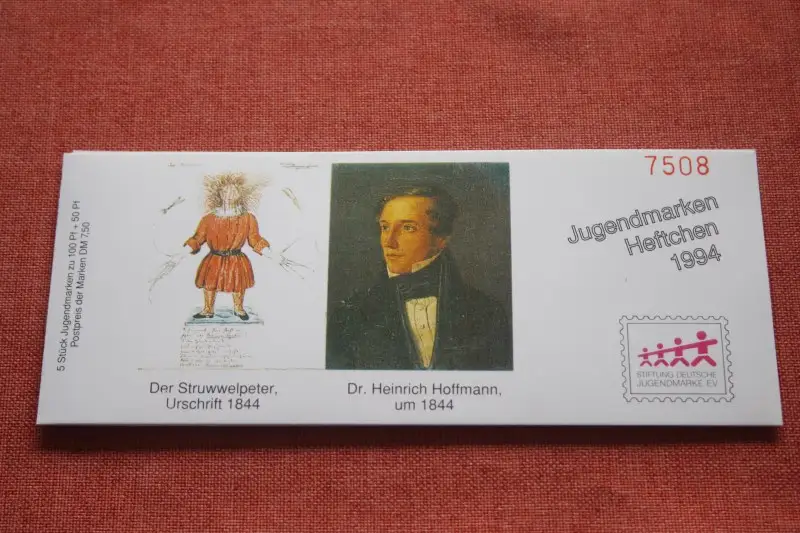 5 Stück Jugendmarken zu 100 Pf + 50 Pf
Postpreis der Marken DM 7,50
Der Struwwelpeter,
Urschrift 1844
Dr. Heinrich Hoffmann,
um 1844
7508
Jugendmarken
Heftchen
1994
STIFTUNG DEUTSCHE
JUGENDMARKE EV